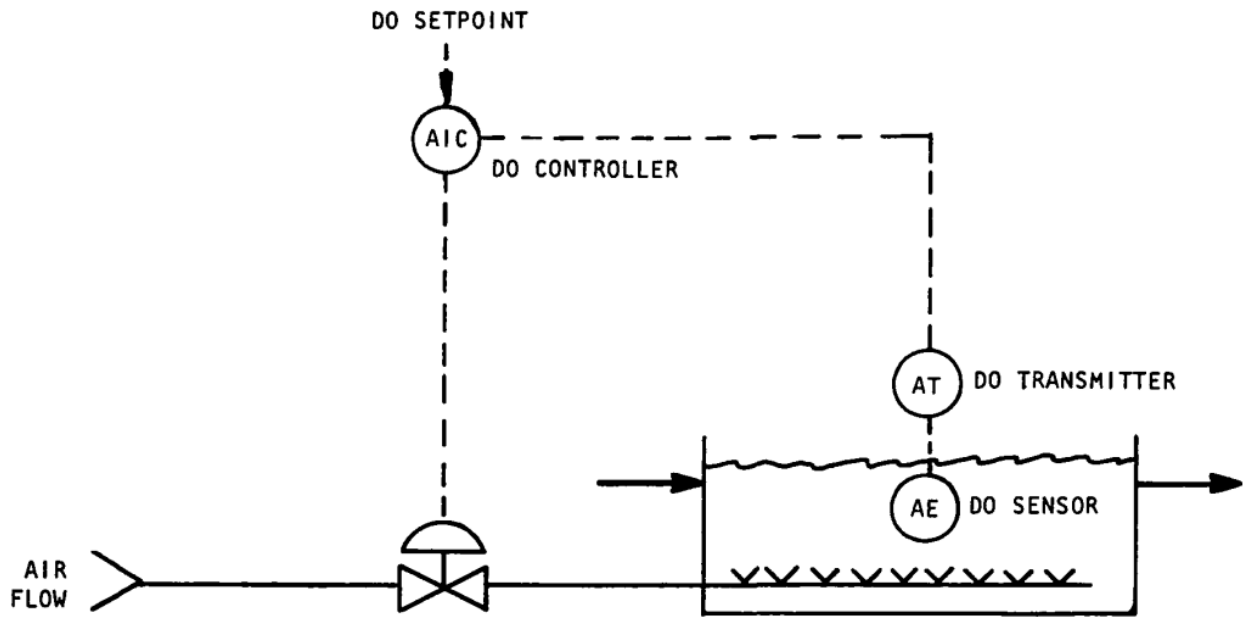 DO SETPOINT
AIC
DO CONTROLLER
AT
DO TRANSMITTER
AE
DO SENSOR
AIR
FLOW